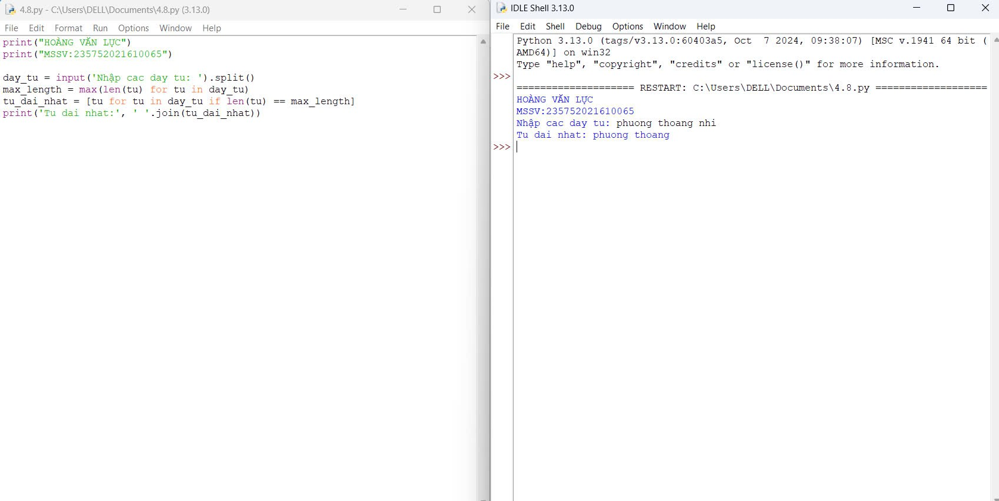 4.8.py - C:\Users\DELL\Documents\4.8.py (3.13.0)
File Edit Format Run Options Window Help
print("HOÀNG VĂN LỰC")
print("MSSV:235752021610065")
day_tu = input('Nhập cac day tu: ').split()
max_length = max(len(tu) for tu in day_tu)
tu_dai_nhat = [tu for tu in day_tu if len(tu) == max_length]
print('Tu dai nhat:', ' '.join(tu_dai_nhat))
IDLE Shell 3.13.0
File Edit Shell Debug Options Window Help
Python 3.13.0 (tags/v3.13.0:60403a5, Oct  7 2024, 09:38:07) [MSC v.1941 64 bit (
AMD64)] on win32
Type "help", "copyright", "credits" or "license()" for more information.
>>>
==================== RESTART: C:\Users\DELL\Documents\4.8.py ===================
HOÀNG VĂN LỰC
MSSV:235752021610065
Nhập cac day tu: phuong thoang nhi
Tu dai nhat: phuong thoang
>>>